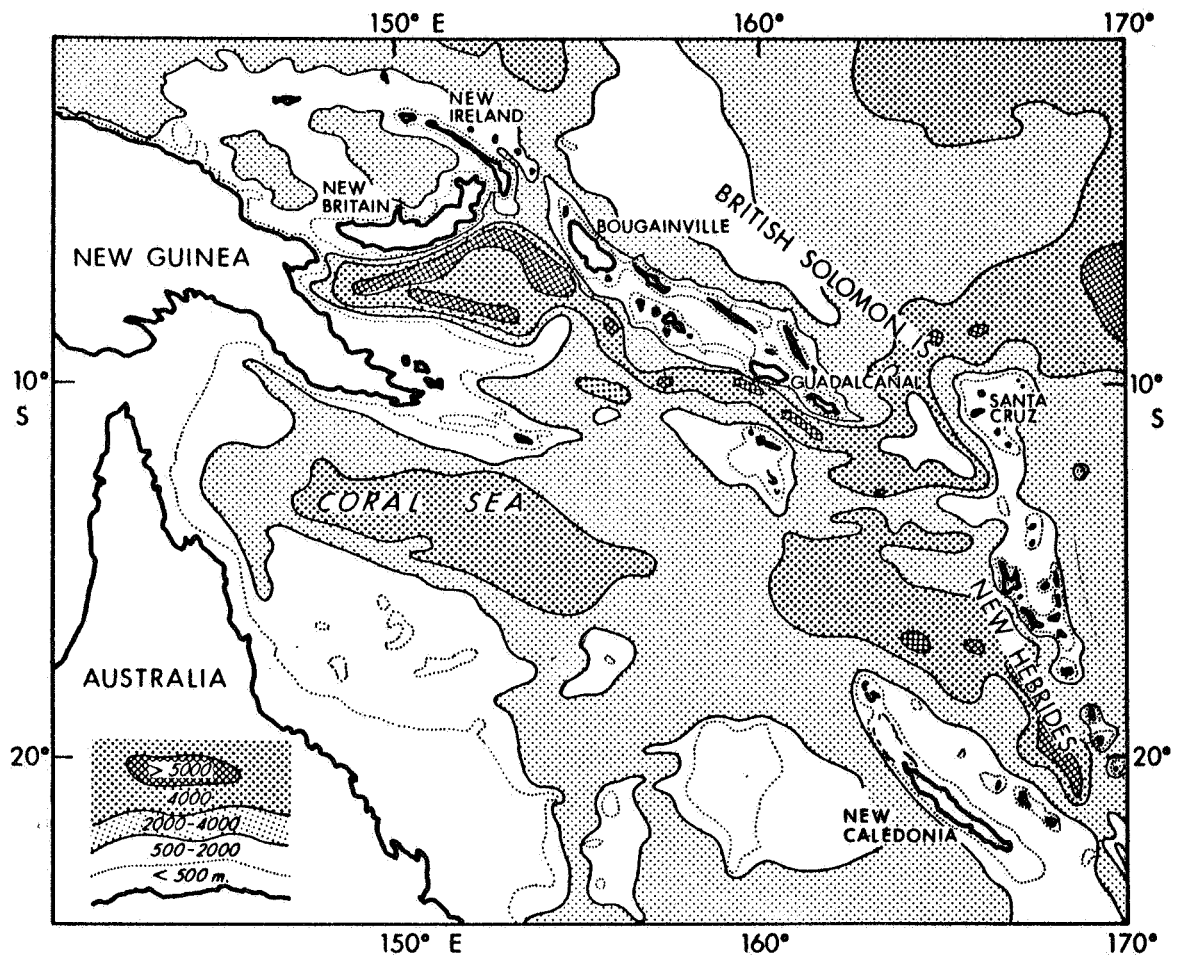 150° E
160°
170°
NEW
IRELAND
NEW
BRITAIN
BOUGAINVILLE
BRITISH SOLOMON IS
NEW GUINEA
10°
S
GUADALCANAL
10°
S
SANTA
CRUZ
CORAL SEA
NEW HEBRIDES
AUSTRALIA
20°
20°
> 5000
4000
2000-4000
500-2000
< 500 m.
NEW
CALEDONIA
150° E
160°
170°